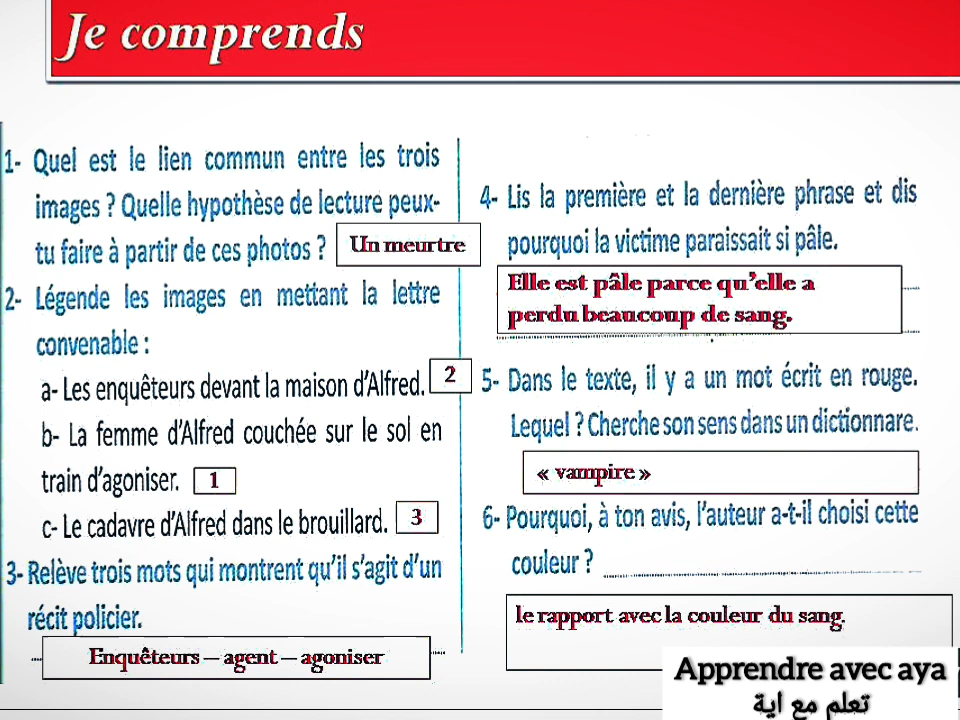 Je comprends
1- Quel est le lien commun entre les trois
images ? Quelle hypothèse de lecture peux-
tu faire à partir de ces photos ? Un meurtre
2- Légende les images en mettant la lettre
convenable :
a- Les enquêteurs devant la maison d'Alfred. 2
b- La femme d'Alfred couchée sur le sol en
train d'agoniser. 1
c- Le cadavre d'Alfred dans le brouillard. 3
3- Relève trois mots qui montrent qu'il s'agit d'un
récit policier.
Enquêteurs – agent – agoniser
4- Lis la première et la dernière phrase et dis
pourquoi la victime paraissait si pâle.
Elle est pâle parce qu'elle a
perdu beaucoup de sang.
5- Dans le texte, il y a un mot écrit en rouge.
Lequel ? Cherche son sens dans un dictionnare.
« vampire »
6- Pourquoi, à ton avis, l'auteur a-t-il choisi cette
couleur ?
le rapport avec la couleur du sang.
Apprendre avec aya
تعلم مع اية